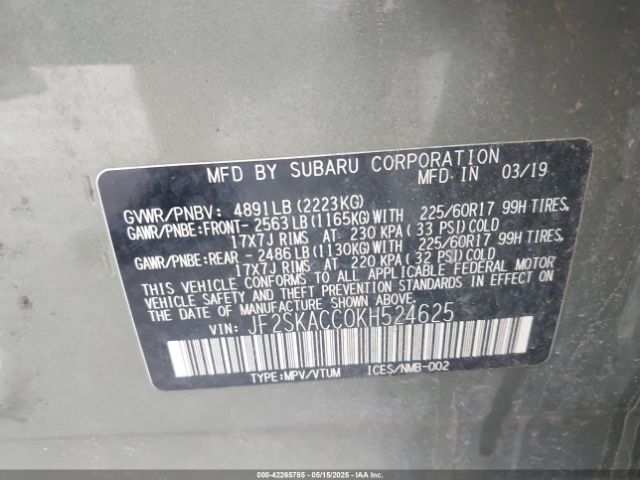 MFD BY SUBARU CORPORATION
MFD IN 03/19
GVWR/PNBV: 4891LB (2223KG)
GAWR/PNBE:FRONT- 2563LB(1165KG)WITH 225/60R17 99H TIRES,
17X7J RIMS AT 230 KPA( 33 PSI)COLD
GAWR/PNBE:REAR - 2486LB(1130KG)WITH 225/60R17 99H TIRES,
17X7J RIMS AT 220 KPA( 32 PSI)COLD
THIS VEHICLE CONFORMS TO ALL APPLICABLE FEDERAL MOTOR
VEHICLE SAFETY AND THEFT PREVENTION STANDARDS IN EFFECT ON
THE DATE OF MANUFACTURE SHOWN ABOVE.
VIN: JF2SKACC0KH524625
TYPE:MPV/VTUM ICES/NMB-002
000-42265785 - 05/15/2025 - IAAI.COM